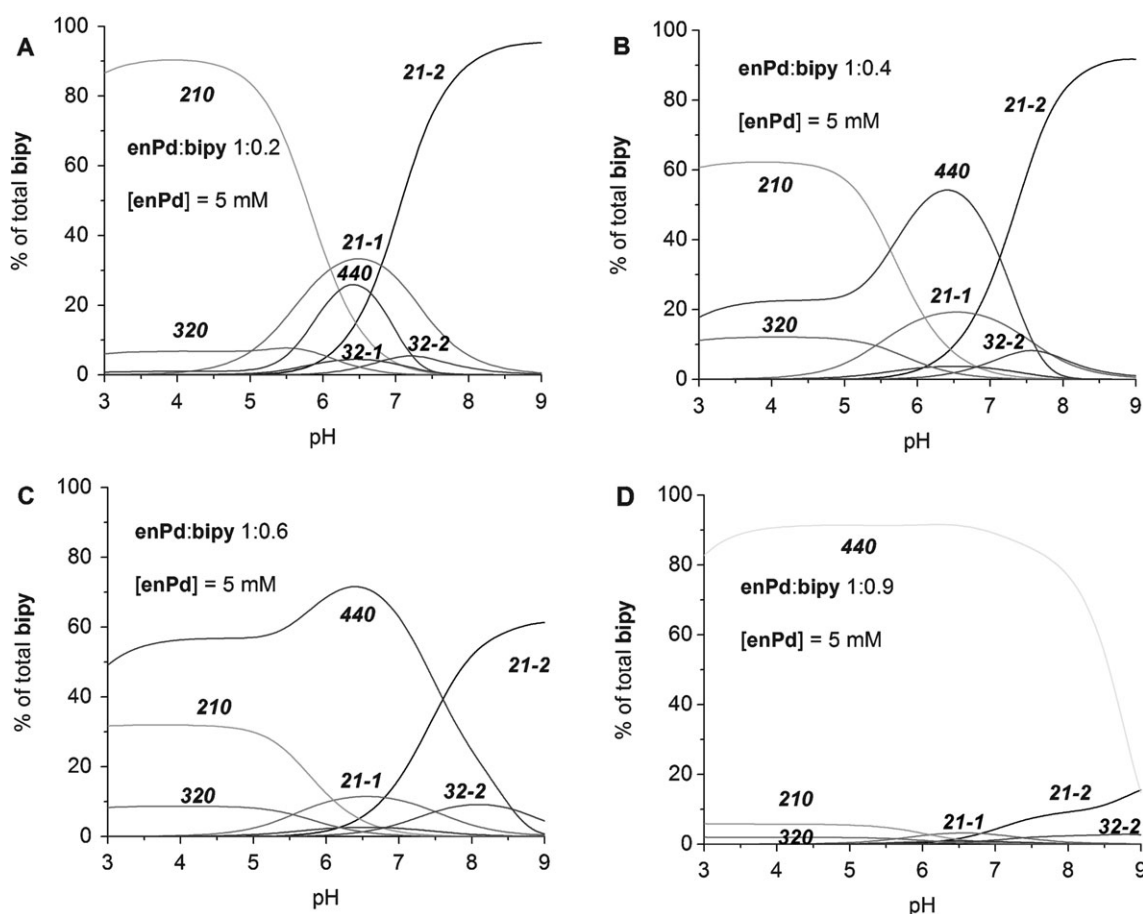 A
% of total bipy
100
80
60
40
20
0
210
21-2
enPd:bipy 1:0.2
[enPd] = 5 mM
21-1
440
320
32-1
32-2
3 4 5 6 7 8 9
pH
B
% of total bipy
100
80
60
40
20
0
enPd:bipy 1:0.4
21-2
[enPd] = 5 mM
440
210
21-1
320
32-2
3 4 5 6 7 8 9
pH
C
% of total bipy
100
80
60
40
20
0
enPd:bipy 1:0.6
[enPd] = 5 mM
440
21-2
210
21-1
32-2
320
3 4 5 6 7 8 9
pH
D
% of total bipy
100
80
60
40
20
0
440
enPd:bipy 1:0.9
[enPd] = 5 mM
210
21-2
21-1
320
32-2
3 4 5 6 7 8 9
pH